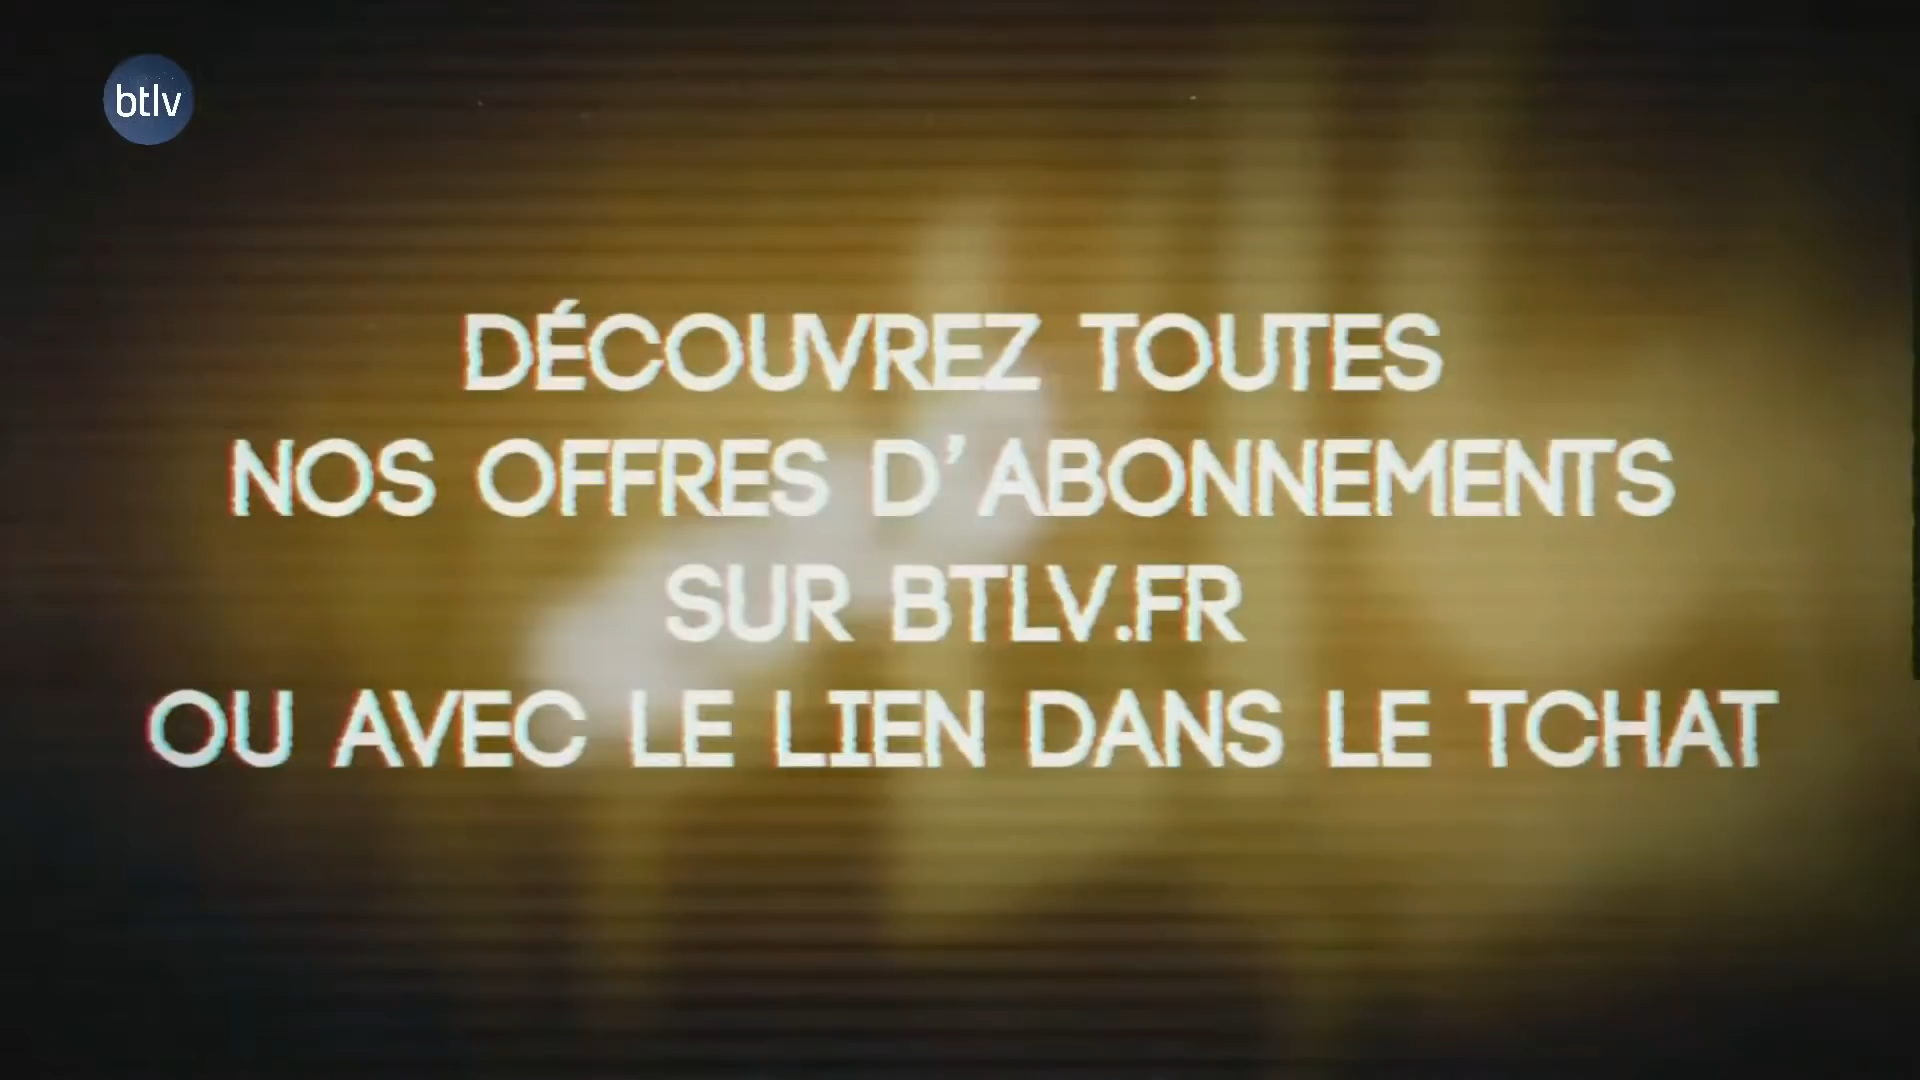 btlv
DÉCOUVREZ TOUTES
NOS OFFRES D'ABONNEMENTS
SUR BTLV.FR
OU AVEC LE LIEN DANS LE TCHAT